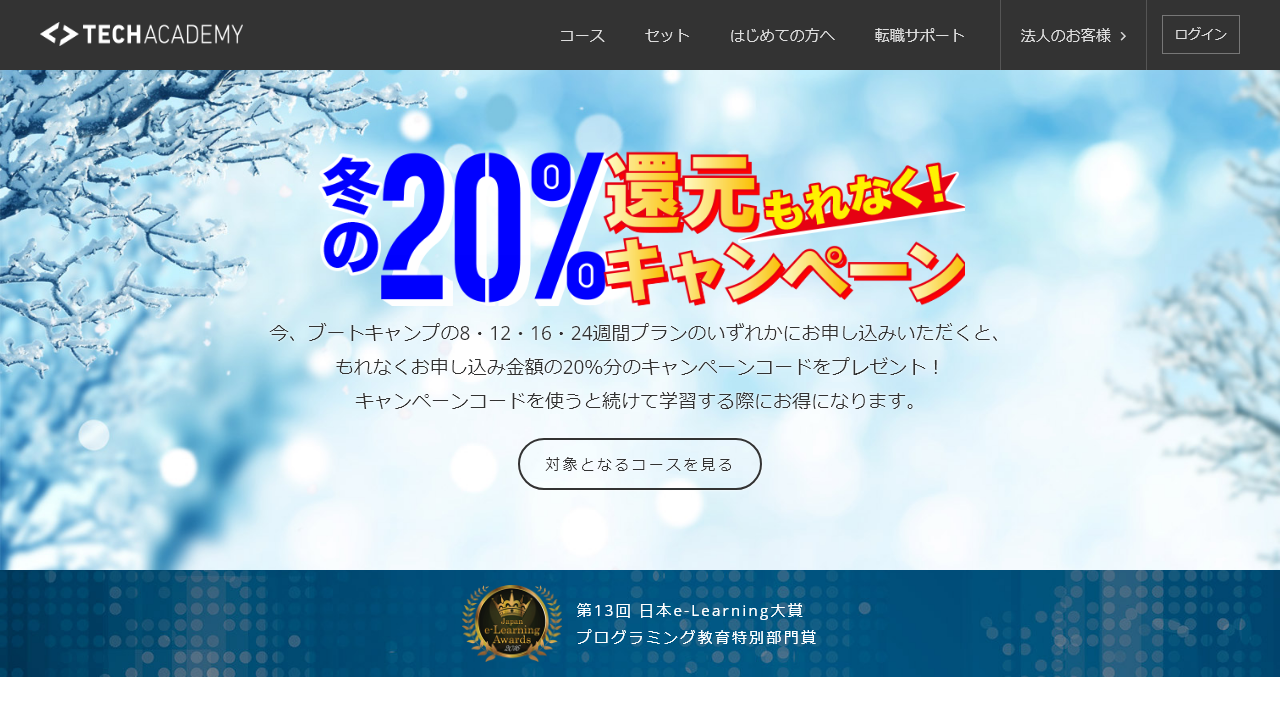 TECHACADEMY
コース
セット
はじめての方へ
転職サポート
法人のお客様
ログイン
冬の20%還元もれなく!
キャンペーン
今、ブートキャンプの8・12・16・24週間プランのいずれかにお申し込みいただくと、
もれなくお申し込み金額の20%分のキャンペーンコードをプレゼント!
キャンペーンコードを使うと続けて学習する際にお得になります。
対象となるコースを見る
Japan
e-Learning
Awards
2016
第13回 日本e-Learning大賞
プログラミング教育特別部門賞